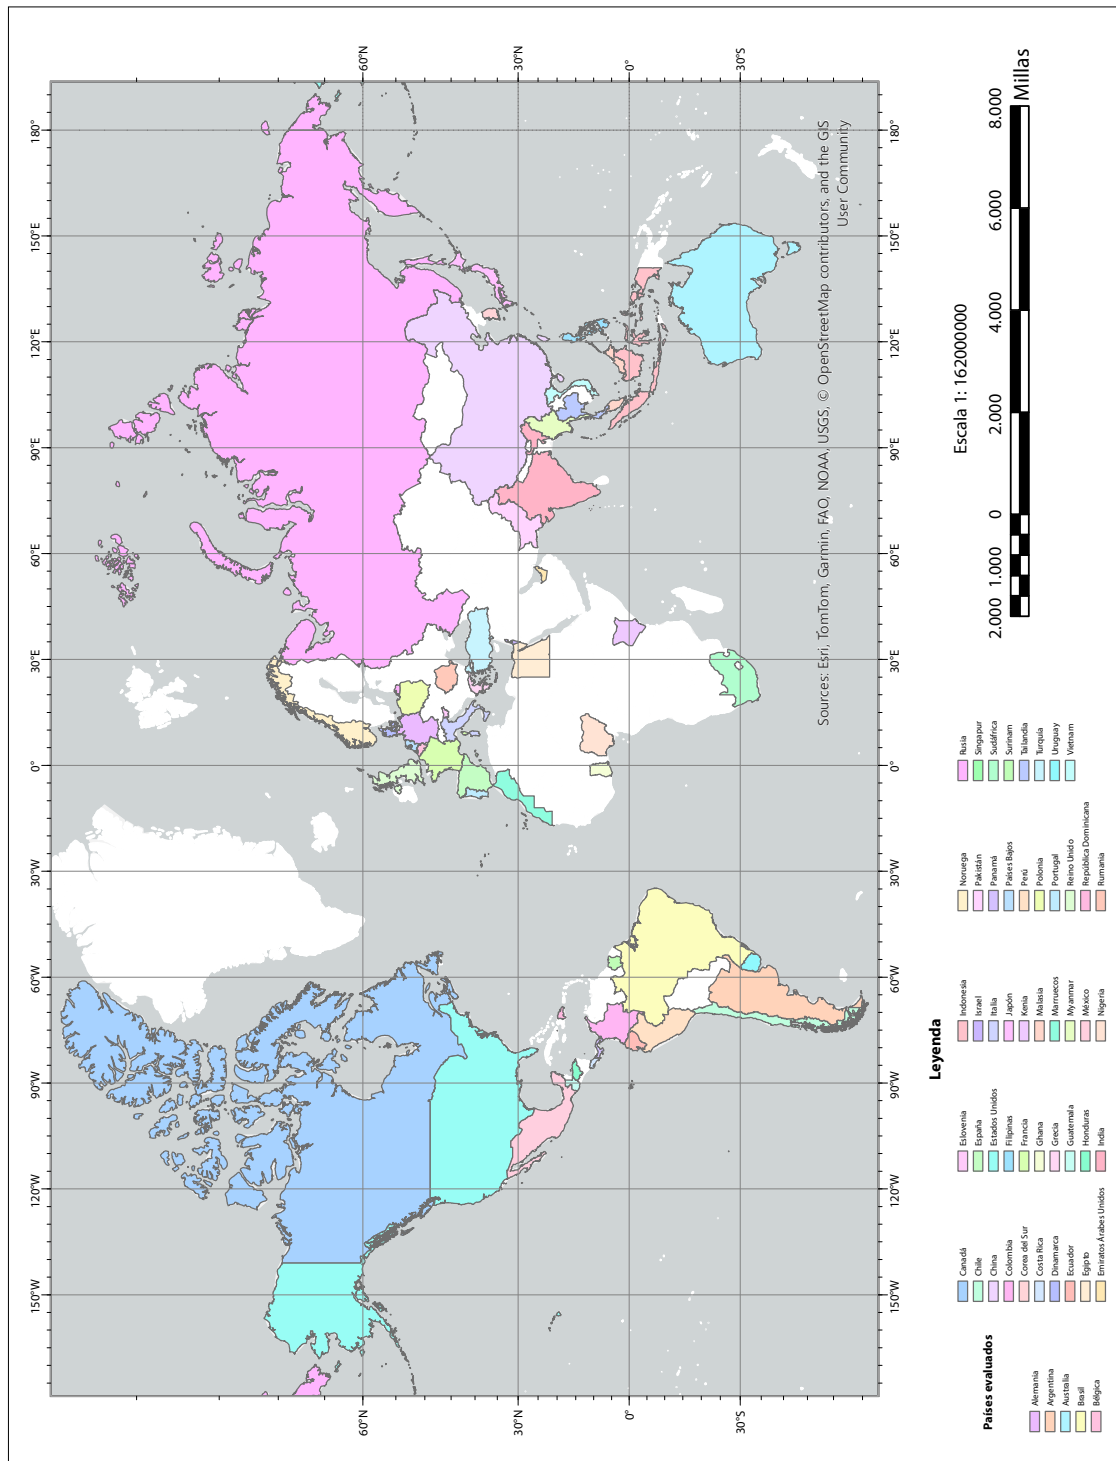 150°W
120°W
90°W
60°W
30°W
0°
30°E
60°E
90°E
120°E
150°E
180°
60°N
60°N
30°N
30°N
0°
0°
30°S
30°S
Sources: Esri, TomTom, Garmin, FAO, NOAA, USGS, © OpenStreetMap contributors, and the GIS
User Community
Leyenda
Países evaluados
Alemania
Argentina
Australia
Brasil
Bélgica
Canadá
Chile
China
Colombia
Corea del Sur
Costa Rica
Dinamarca
Ecuador
Egipto
Emiratos Árabes Unidos
Eslovenia
España
Estados Unidos
Filipinas
Francia
Ghana
Grecia
Guatemala
Honduras
India
Indonesia
Israel
Italia
Japón
Kenia
Malasia
Marruecos
Myanmar
México
Nigeria
Noruega
Pakistán
Panamá
Países Bajos
Perú
Polonia
Portugal
Reino Unido
República Dominicana
Rumania
Rusia
Singapur
Sudáfrica
Surinam
Tailandia
Turquía
Uruguay
Vietnam
Escala 1: 162000000
2.000 1.000 0 2.000 4.000 6.000 8.000
Millas